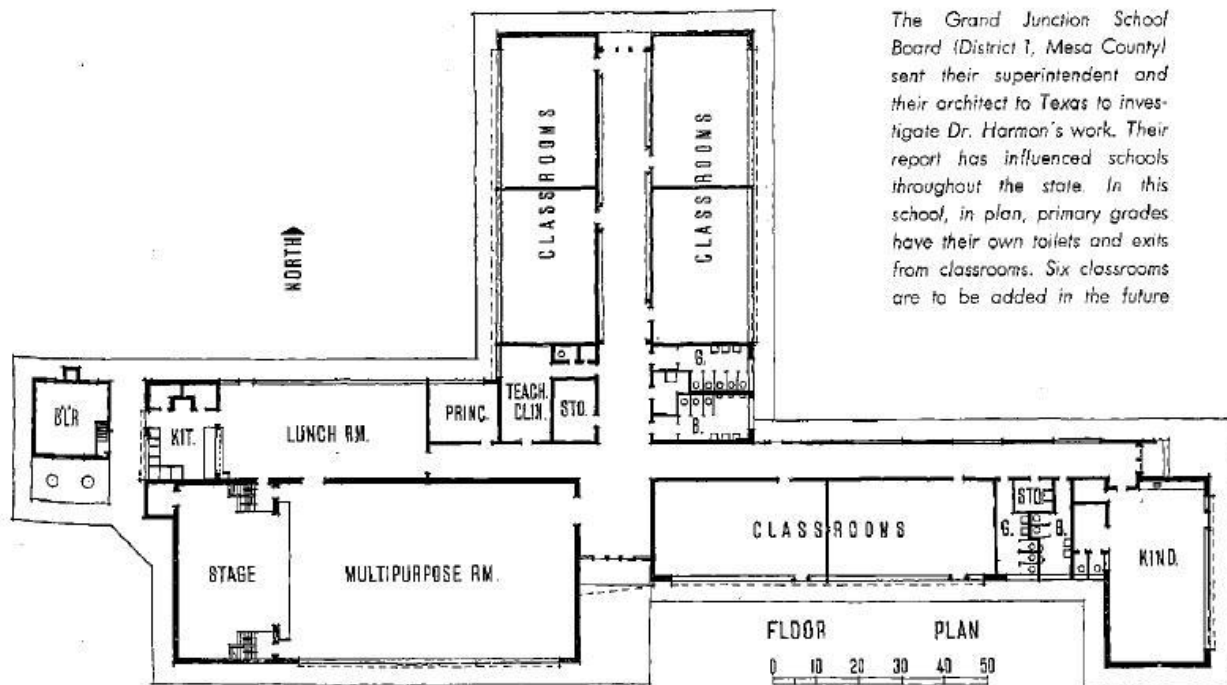 The Grand Junction School
Board (District 1, Mesa County)
sent their superintendent and
their architect to Texas to inves-
tigate Dr. Harmon's work. Their
report has influenced schools
throughout the state. In this
school, in plan, primary grades
have their own toilets and exits
from classrooms. Six classrooms
are to be added in the future
CLASSROOMS
CLASSROOMS
NORTH
BL'R
KIT.
LUNCH RM.
PRINC.
TEACH.
CLIN.
STO.
G.
B.
STAGE
MULTIPURPOSE RM.
CLASSROOMS
STO.
G.
B.
KIND.
FLOOR PLAN
0 10 20 30 40 50